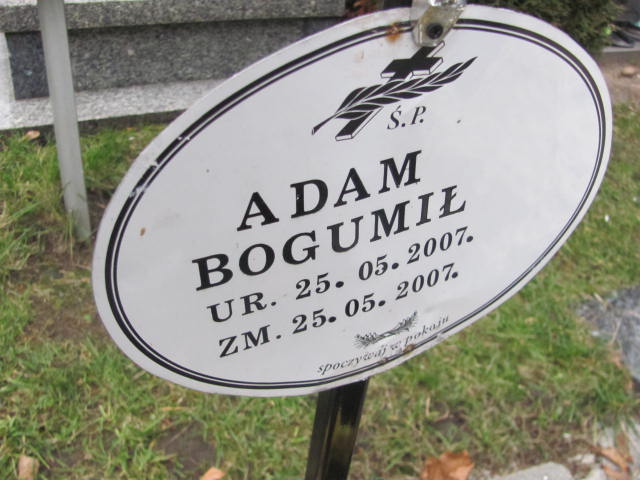 Ś.P.
ADAM
BOGUMIŁ
UR. 25. 05. 2007.
ZM. 25.05. 2007.
spoczywaj w pokoju